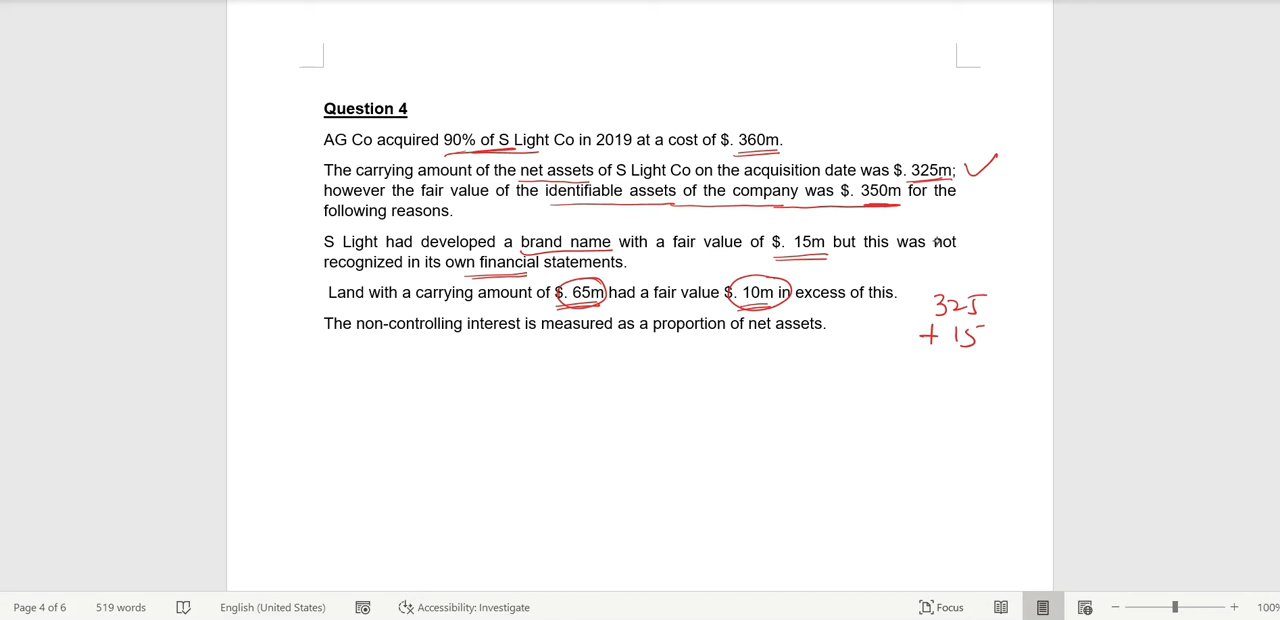 Question 4
AG Co acquired 90% of S Light Co in 2019 at a cost of $. 360m.
The carrying amount of the net assets of S Light Co on the acquisition date was $. 325m;
however the fair value of the identifiable assets of the company was $. 350m for the
following reasons.
S Light had developed a brand name with a fair value of $. 15m but this was not
recognized in its own financial statements.
Land with a carrying amount of $. 65m had a fair value $. 10m in excess of this.
The non-controlling interest is measured as a proportion of net assets.
325
+ 15
Page 4 of 6 519 words English (United States) Accessibility: Investigate Focus 100%